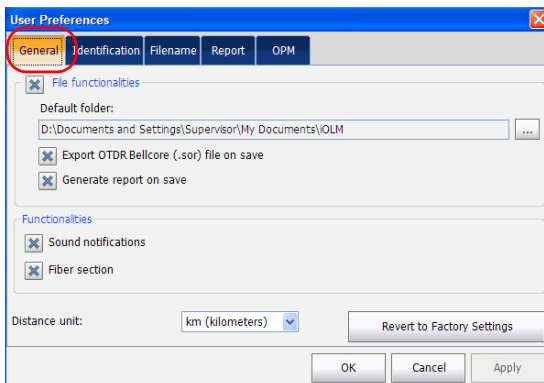 User Preferences
General Identification Filename Report OPM
File functionalities
Default folder:
D:\Documents and Settings\Supervisor\My Documents\iOLM
...
Export OTDR Bellcore (.sor) file on save
Generate report on save
Functionalities
Sound notifications
Fiber section
Distance unit: km (kilometers) Revert to Factory Settings
OK Cancel Apply